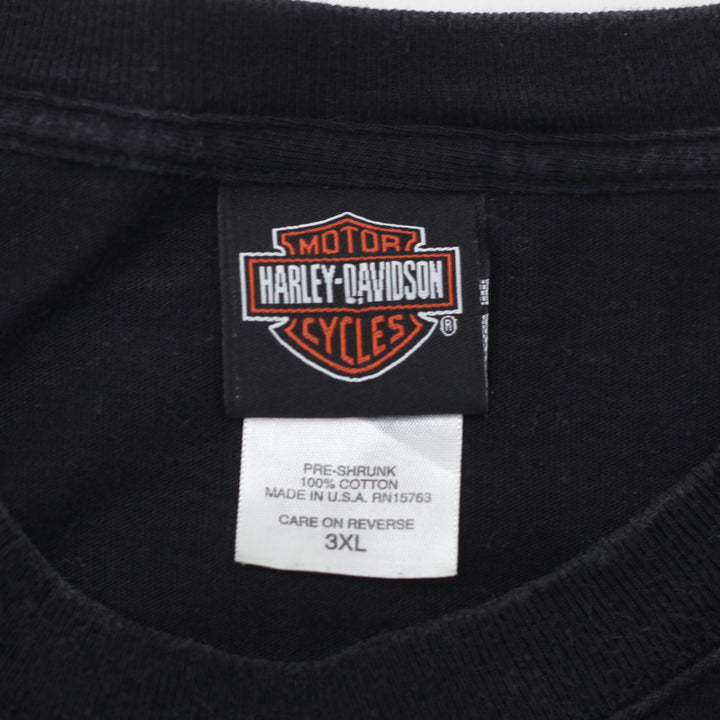 MOTOR
HARLEY-DAVIDSON
CYCLES
®
PRE-SHRUNK
100% COTTON
MADE IN U.S.A. RN15763
CARE ON REVERSE
3XL